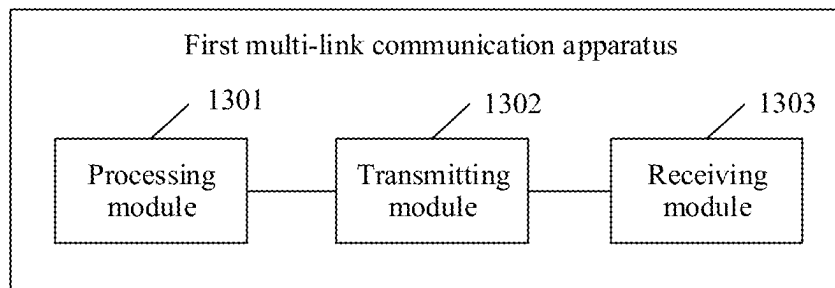 First multi-link communication apparatus
1301
1302
1303
Processing
module
Transmitting
module
Receiving
module